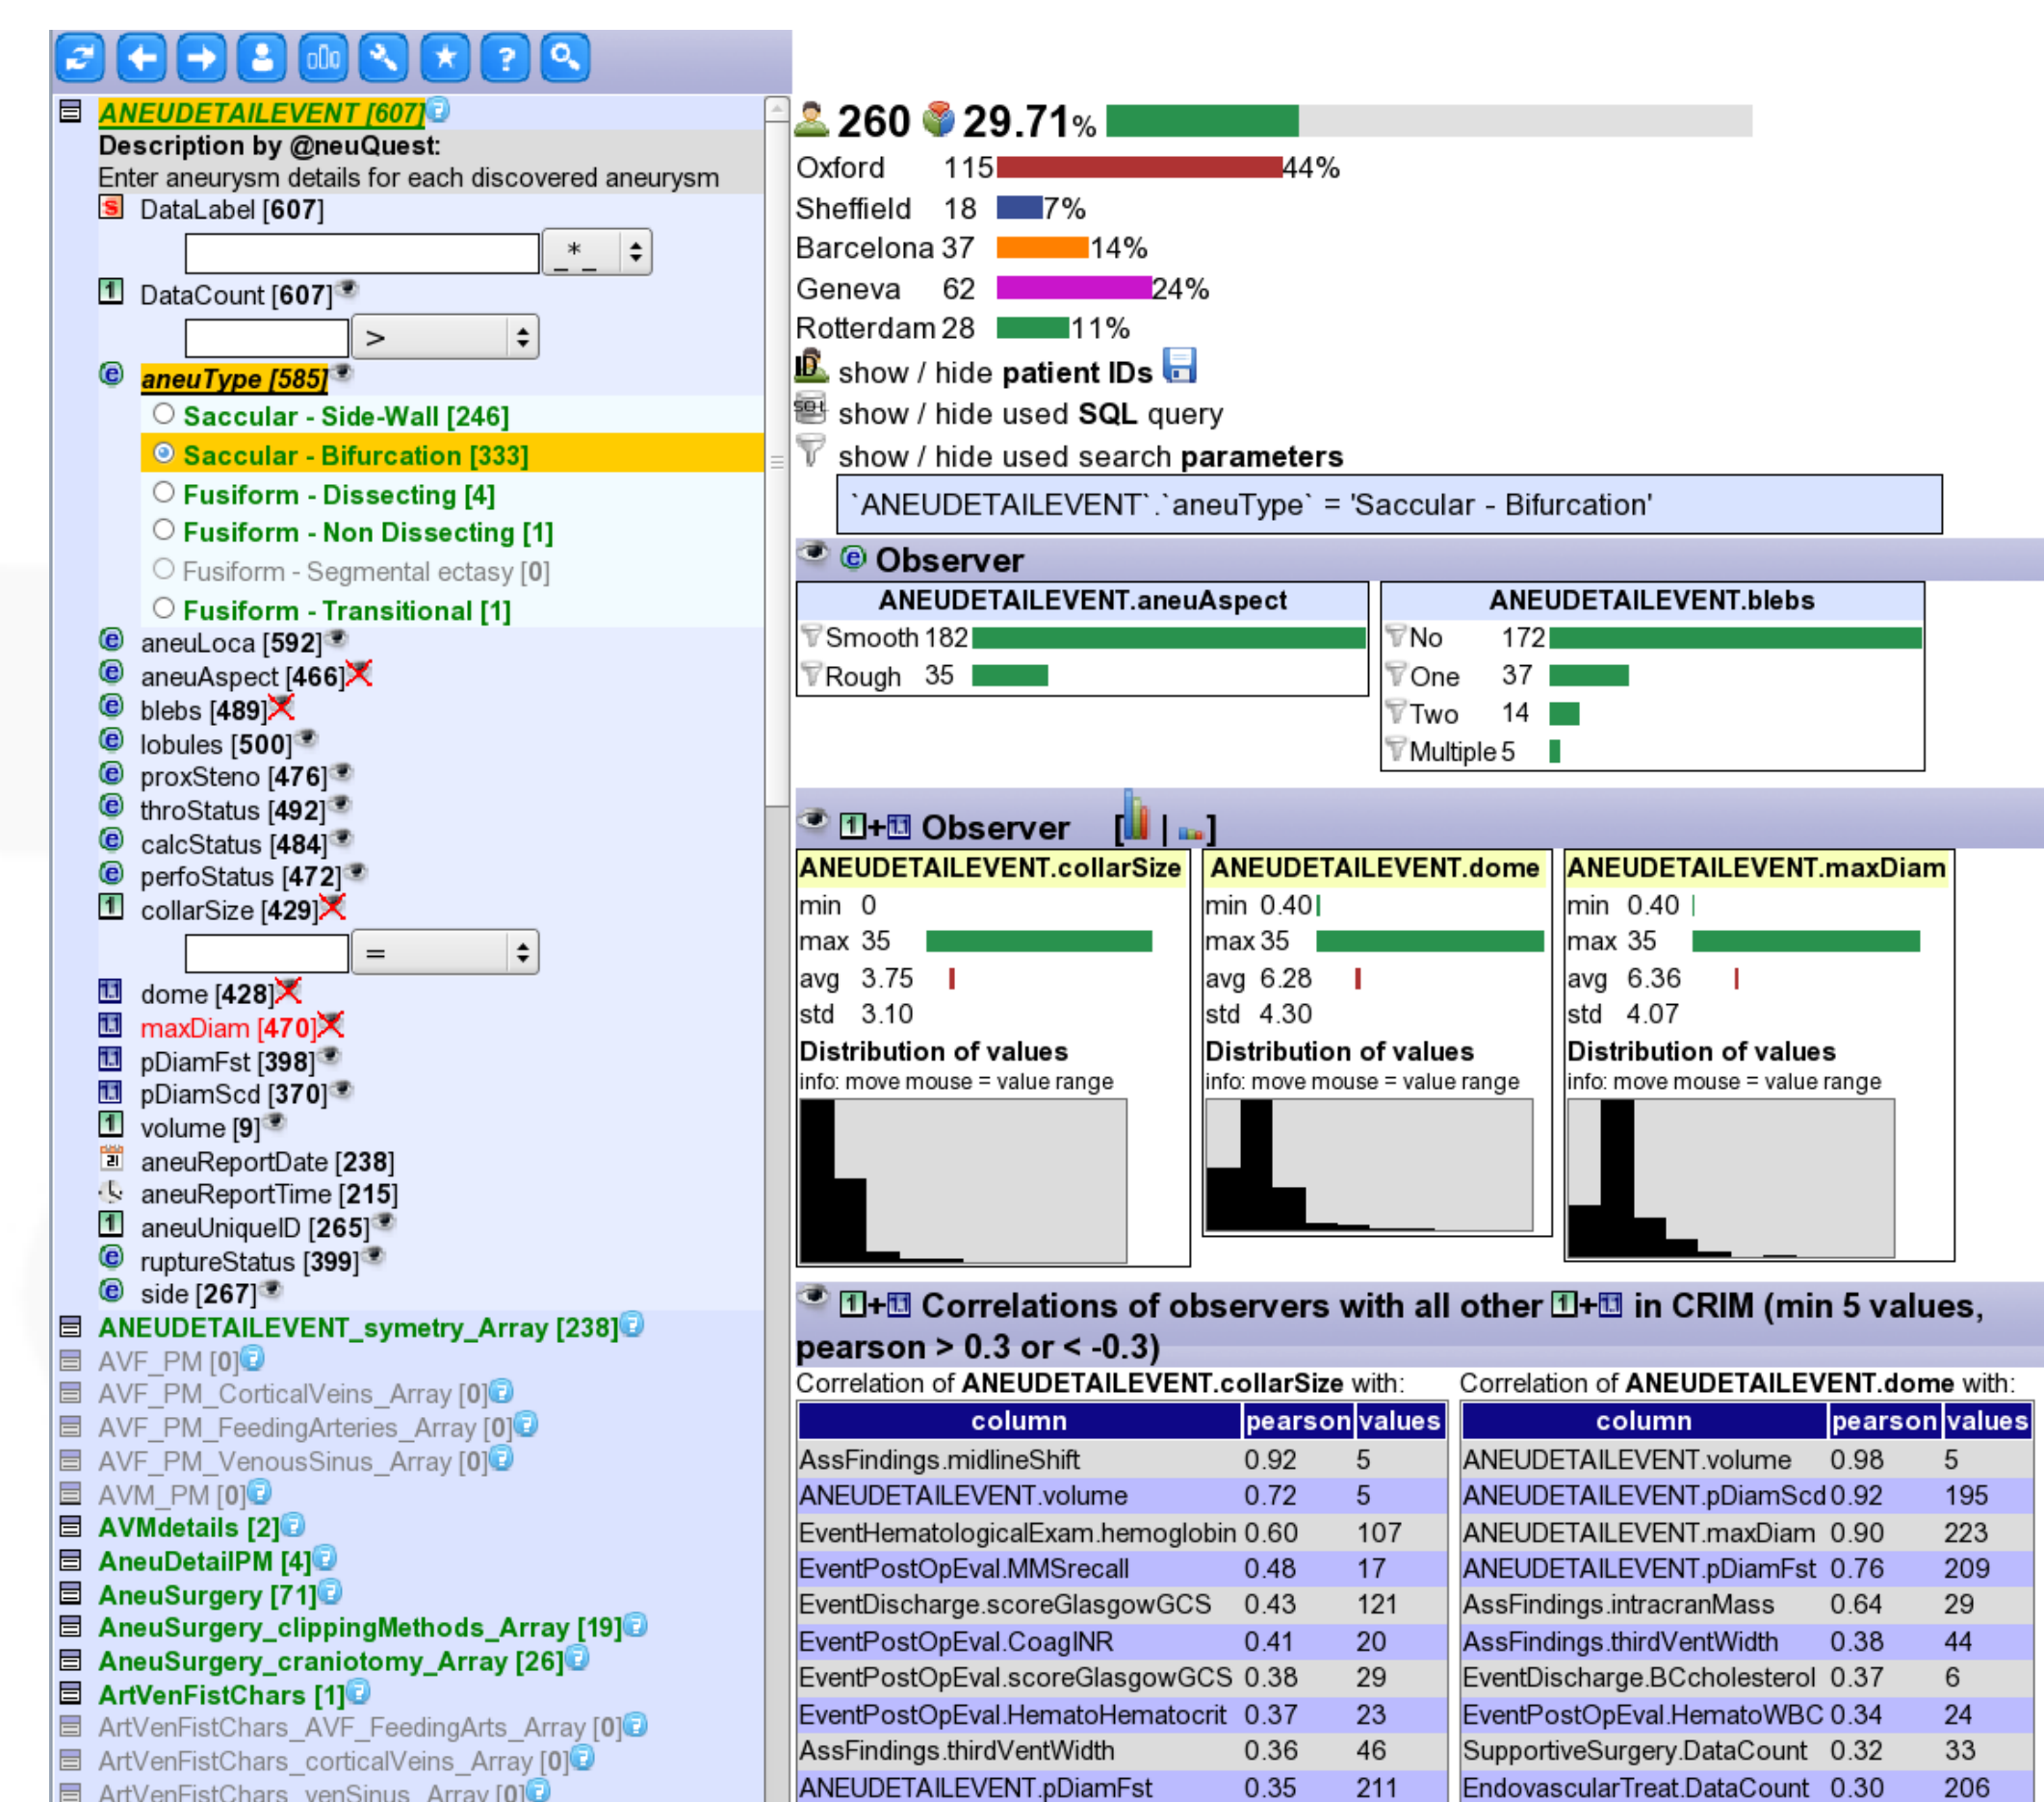 ANEUDETAILEVENT [607]
Description by @neuQuest:
Enter aneurysm details for each discovered aneurysm
DataLabel [607]
_*_
DataCount [607]
>
aneuType [585]
Saccular - Side-Wall [246]
Saccular - Bifurcation [333]
Fusiform - Dissecting [4]
Fusiform - Non Dissecting [1]
Fusiform - Segmental ectasy [0]
Fusiform - Transitional [1]
aneuLoca [592]
aneuAspect [466]
blebs [489]
lobules [500]
proxSteno [476]
throStatus [492]
calcStatus [484]
perfoStatus [472]
collarSize [429]
=
dome [428]
maxDiam [470]
pDiamFst [398]
pDiamScd [370]
volume [9]
aneuReportDate [238]
aneuReportTime [215]
aneuUniqueID [265]
ruptureStatus [399]
side [267]
ANEUDETAILEVENT_symetry_Array [238]
AVF_PM [0]
AVF_PM_CorticalVeins_Array [0]
AVF_PM_FeedingArteries_Array [0]
AVF_PM_VenousSinus_Array [0]
AVM_PM [0]
AVMdetails [2]
AneuDetailPM [4]
AneuSurgery [71]
AneuSurgery_clippingMethods_Array [19]
AneuSurgery_craniotomy_Array [26]
ArtVenFistChars [1]
ArtVenFistChars_AVF_FeedingArts_Array [0]
ArtVenFistChars_corticalVeins_Array [0]
ArtVenFistChars_venSinus_Array [0]
260 29.71%
Oxford 115 44%
Sheffield 18 7%
Barcelona 37 14%
Geneva 62 24%
Rotterdam 28 11%
ID show / hide patient IDs
SQL show / hide used SQL query
show / hide used search parameters
`ANEUDETAILEVENT`.`aneuType` = 'Saccular - Bifurcation'
e Observer
ANEUDETAILEVENT.aneuAspect
Smooth 182
Rough 35
ANEUDETAILEVENT.blebs
No 172
One 37
Two 14
Multiple 5
1+1.1 Observer [ | ]
ANEUDETAILEVENT.collarSize
min 0
max 35
avg 3.75
std 3.10
Distribution of values
info: move mouse = value range
ANEUDETAILEVENT.dome
min 0.40
max 35
avg 6.28
std 4.30
Distribution of values
info: move mouse = value range
ANEUDETAILEVENT.maxDiam
min 0.40
max 35
avg 6.36
std 4.07
Distribution of values
info: move mouse = value range
1+1.1 Correlations of observers with all other 1+1.1 in CRIM (min 5 values,
pearson > 0.3 or < -0.3)
Correlation of ANEUDETAILEVENT.collarSize with:
column pearson values
AssFindings.midlineShift 0.92 5
ANEUDETAILEVENT.volume 0.72 5
EventHematologicalExam.hemoglobin 0.60 107
EventPostOpEval.MMSrecall 0.48 17
EventDischarge.scoreGlasgowGCS 0.43 121
EventPostOpEval.CoagINR 0.41 20
EventPostOpEval.scoreGlasgowGCS 0.38 29
EventPostOpEval.HematoHematocrit 0.37 23
AssFindings.thirdVentWidth 0.36 46
ANEUDETAILEVENT.pDiamFst 0.35 211
Correlation of ANEUDETAILEVENT.dome with:
column pearson values
ANEUDETAILEVENT.volume 0.98 5
ANEUDETAILEVENT.pDiamScd 0.92 195
ANEUDETAILEVENT.maxDiam 0.90 223
ANEUDETAILEVENT.pDiamFst 0.76 209
AssFindings.intracranMass 0.64 29
AssFindings.thirdVentWidth 0.38 44
EventDischarge.BCcholesterol 0.37 6
EventPostOpEval.HematoWBC 0.34 24
SupportiveSurgery.DataCount 0.32 33
EndovascularTreat.DataCount 0.30 206